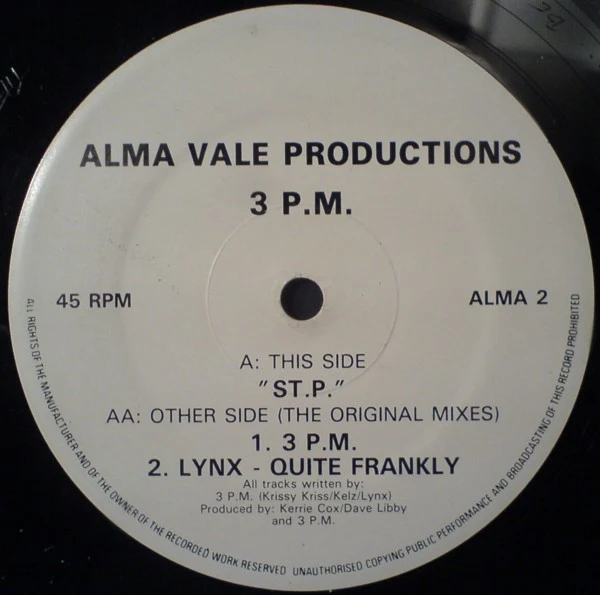 ALMA VALE PRODUCTIONS
3 P.M.
45 RPM
ALMA 2
A: THIS SIDE
"ST.P."
AA: OTHER SIDE (THE ORIGINAL MIXES)
1. 3 P.M.
2. LYNX - QUITE FRANKLY
All tracks written by:
3 P.M. (Krissy Kriss/Kelz/Lynx)
Produced by: Kerrie Cox/Dave Libby
and 3 P.M.
ALL RIGHTS OF THE MANUFACTURER AND OF THE OWNER OF THE RECORDED WORK RESERVED UNAUTHORISED COPYING PUBLIC PERFORMANCE AND BROADCASTING OF THIS RECORD PROHIBITED